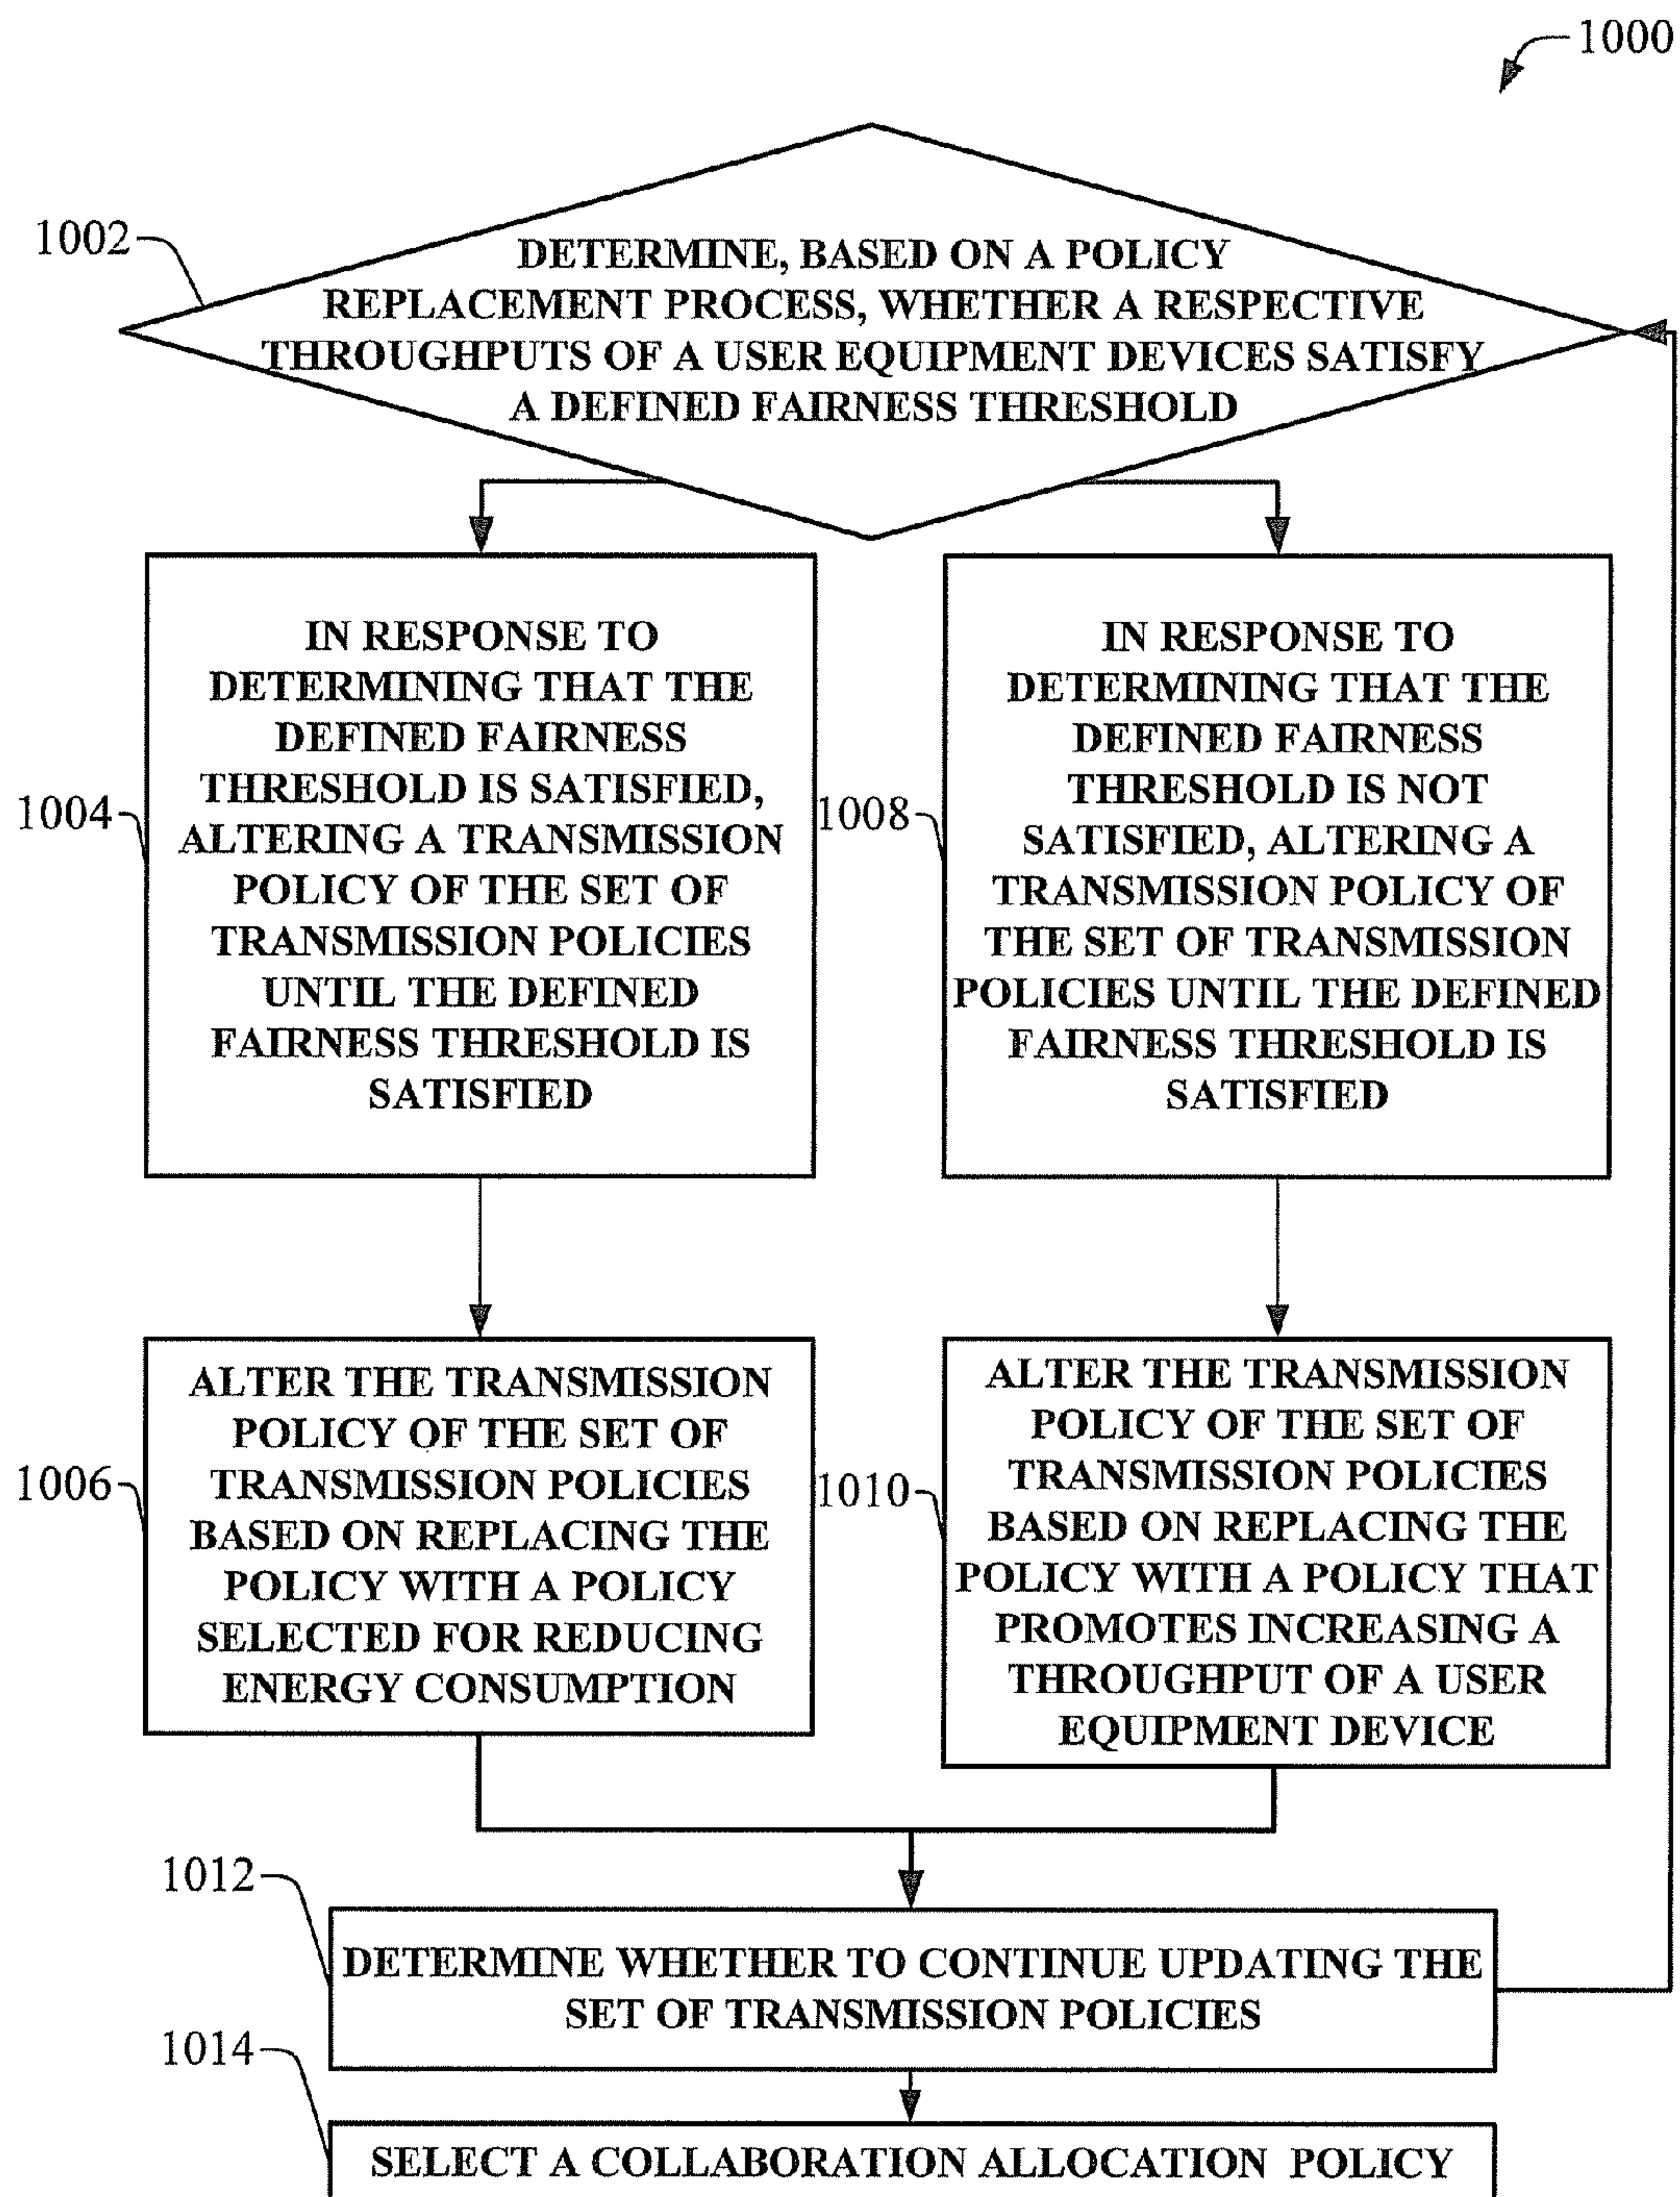 1000
1002
DETERMINE, BASED ON A POLICY
REPLACEMENT PROCESS, WHETHER A RESPECTIVE
THROUGHPUTS OF A USER EQUIPMENT DEVICES SATISFY
A DEFINED FAIRNESS THRESHOLD
1004
IN RESPONSE TO
DETERMINING THAT THE
DEFINED FAIRNESS
THRESHOLD IS SATISFIED,
ALTERING A TRANSMISSION
POLICY OF THE SET OF
TRANSMISSION POLICIES
UNTIL THE DEFINED
FAIRNESS THRESHOLD IS
SATISFIED
1008
IN RESPONSE TO
DETERMINING THAT THE
DEFINED FAIRNESS
THRESHOLD IS NOT
SATISFIED, ALTERING A
TRANSMISSION POLICY OF
THE SET OF TRANSMISSION
POLICIES UNTIL THE DEFINED
FAIRNESS THRESHOLD IS
SATISFIED
1006
ALTER THE TRANSMISSION
POLICY OF THE SET OF
TRANSMISSION POLICIES
BASED ON REPLACING THE
POLICY WITH A POLICY
SELECTED FOR REDUCING
ENERGY CONSUMPTION
1010
ALTER THE TRANSMISSION
POLICY OF THE SET OF
TRANSMISSION POLICIES
BASED ON REPLACING THE
POLICY WITH A POLICY THAT
PROMOTES INCREASING A
THROUGHPUT OF A USER
EQUIPMENT DEVICE
1012
DETERMINE WHETHER TO CONTINUE UPDATING THE
SET OF TRANSMISSION POLICIES
1014
SELECT A COLLABORATION ALLOCATION POLICY